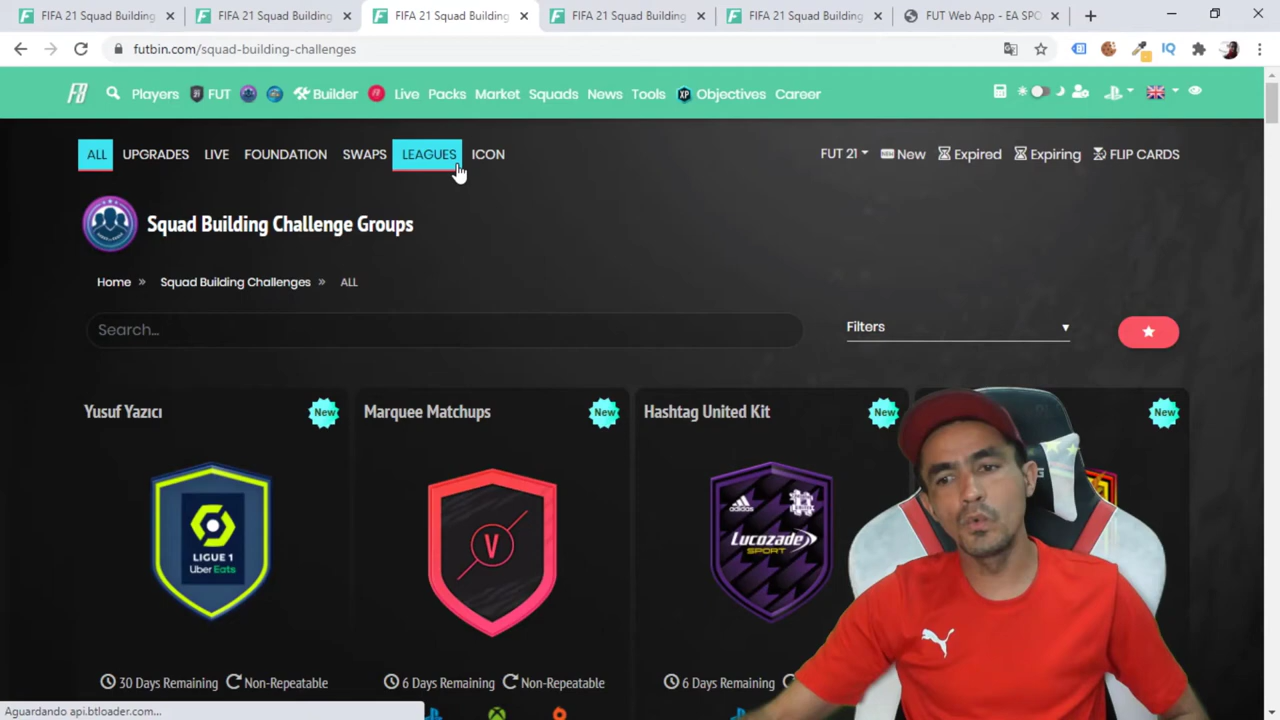 FIFA 21 Squad Building
FIFA 21 Squad Building
FIFA 21 Squad Building
FIFA 21 Squad Building
FIFA 21 Squad Building
FUT Web App - EA SPO
futbin.com/squad-building-challenges
IQ
F8
Players
FUT
Builder
Live
Packs
Market
Squads
News
Tools
XP
Objectives
Career
ALL
UPGRADES
LIVE
FOUNDATION
SWAPS
LEAGUES
ICON
FUT 21
NEW
New
Expired
Expiring
FLIP CARDS
Squad Building Challenge Groups
Home » Squad Building Challenges » ALL
Search...
Filters
Yusuf Yazıcı
New
Marquee Matchups
New
Hashtag United Kit
New
New
LIGUE 1
Uber Eats
V
adidas
Lucozade
SPORT
30 Days Remaining
Non-Repeatable
6 Days Remaining
Non-Repeatable
6 Days Remaining
Aguardando api.btloader.com...